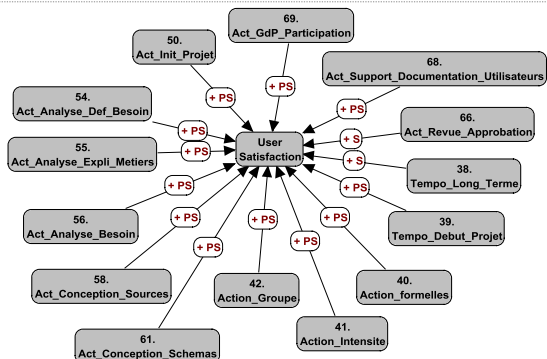 69.
Act_GdP_Participation
50.
Act_Init_Projet
68.
Act_Support_Documentation_Utilisateurs
+ PS
+ PS
54.
Act_Analyse_Def_Besoin
+ PS
66.
Act_Revue_Approbation
+ PS
User
Satisfaction
+ S
55.
Act_Analyse_Expli_Metiers
+ PS
+ S
38.
Tempo_Long_Terme
+ PS
+ PS
56.
Act_Analyse_Besoin
+ PS
+ PS
+ PS
39.
Tempo_Debut_Projet
+ PS
+ PS
58.
Act_Conception_Sources
42.
Action_Groupe
40.
Action_formelles
61.
Act_Conception_Schemas
41.
Action_Intensite